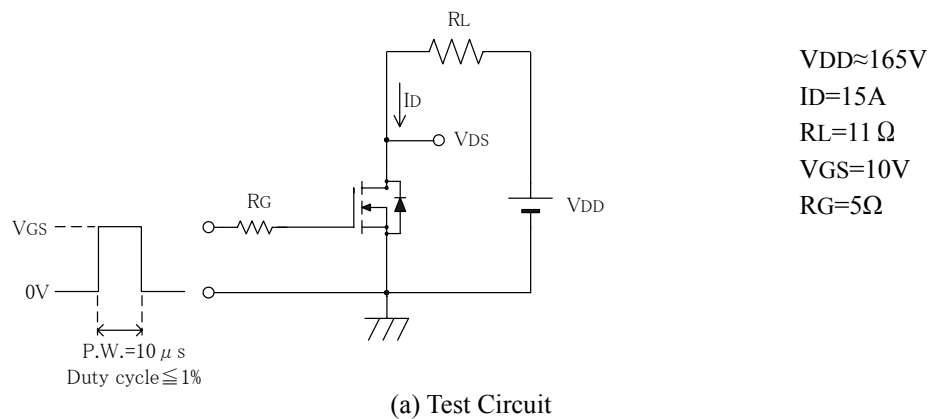 RL
ID
VDS
RG
VDD
VGS
0V
P.W.=10 μ s
Duty cycle≦1%
VDD≈165V
ID=15A
RL=11 Ω
VGS=10V
RG=5Ω
(a) Test Circuit